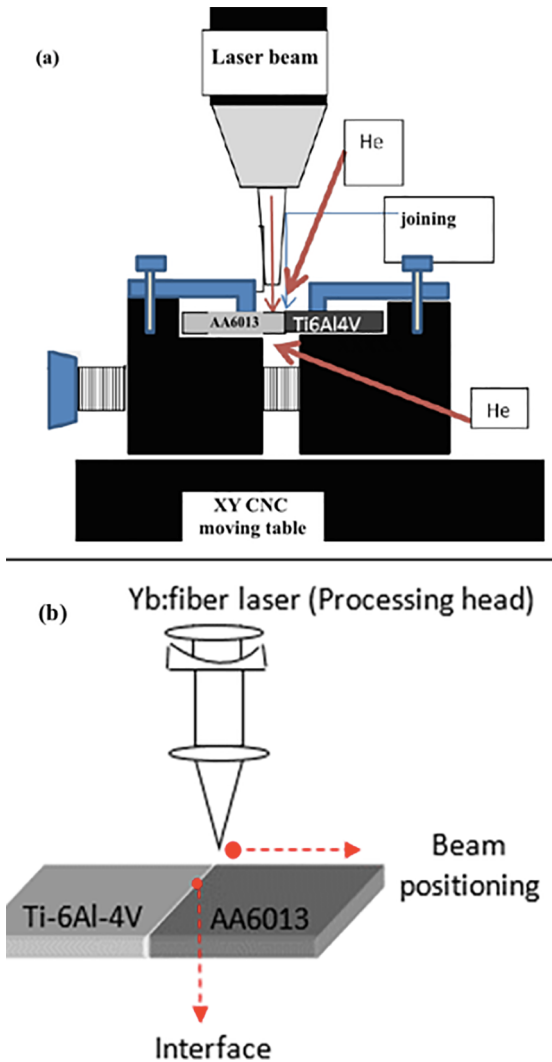 (a)
Laser beam
He
joining
AA6013
Ti6Al4V
He
XY CNC
moving table
(b)
Yb:fiber laser (Processing head)
Beam
positioning
Ti-6Al-4V
AA6013
Interface